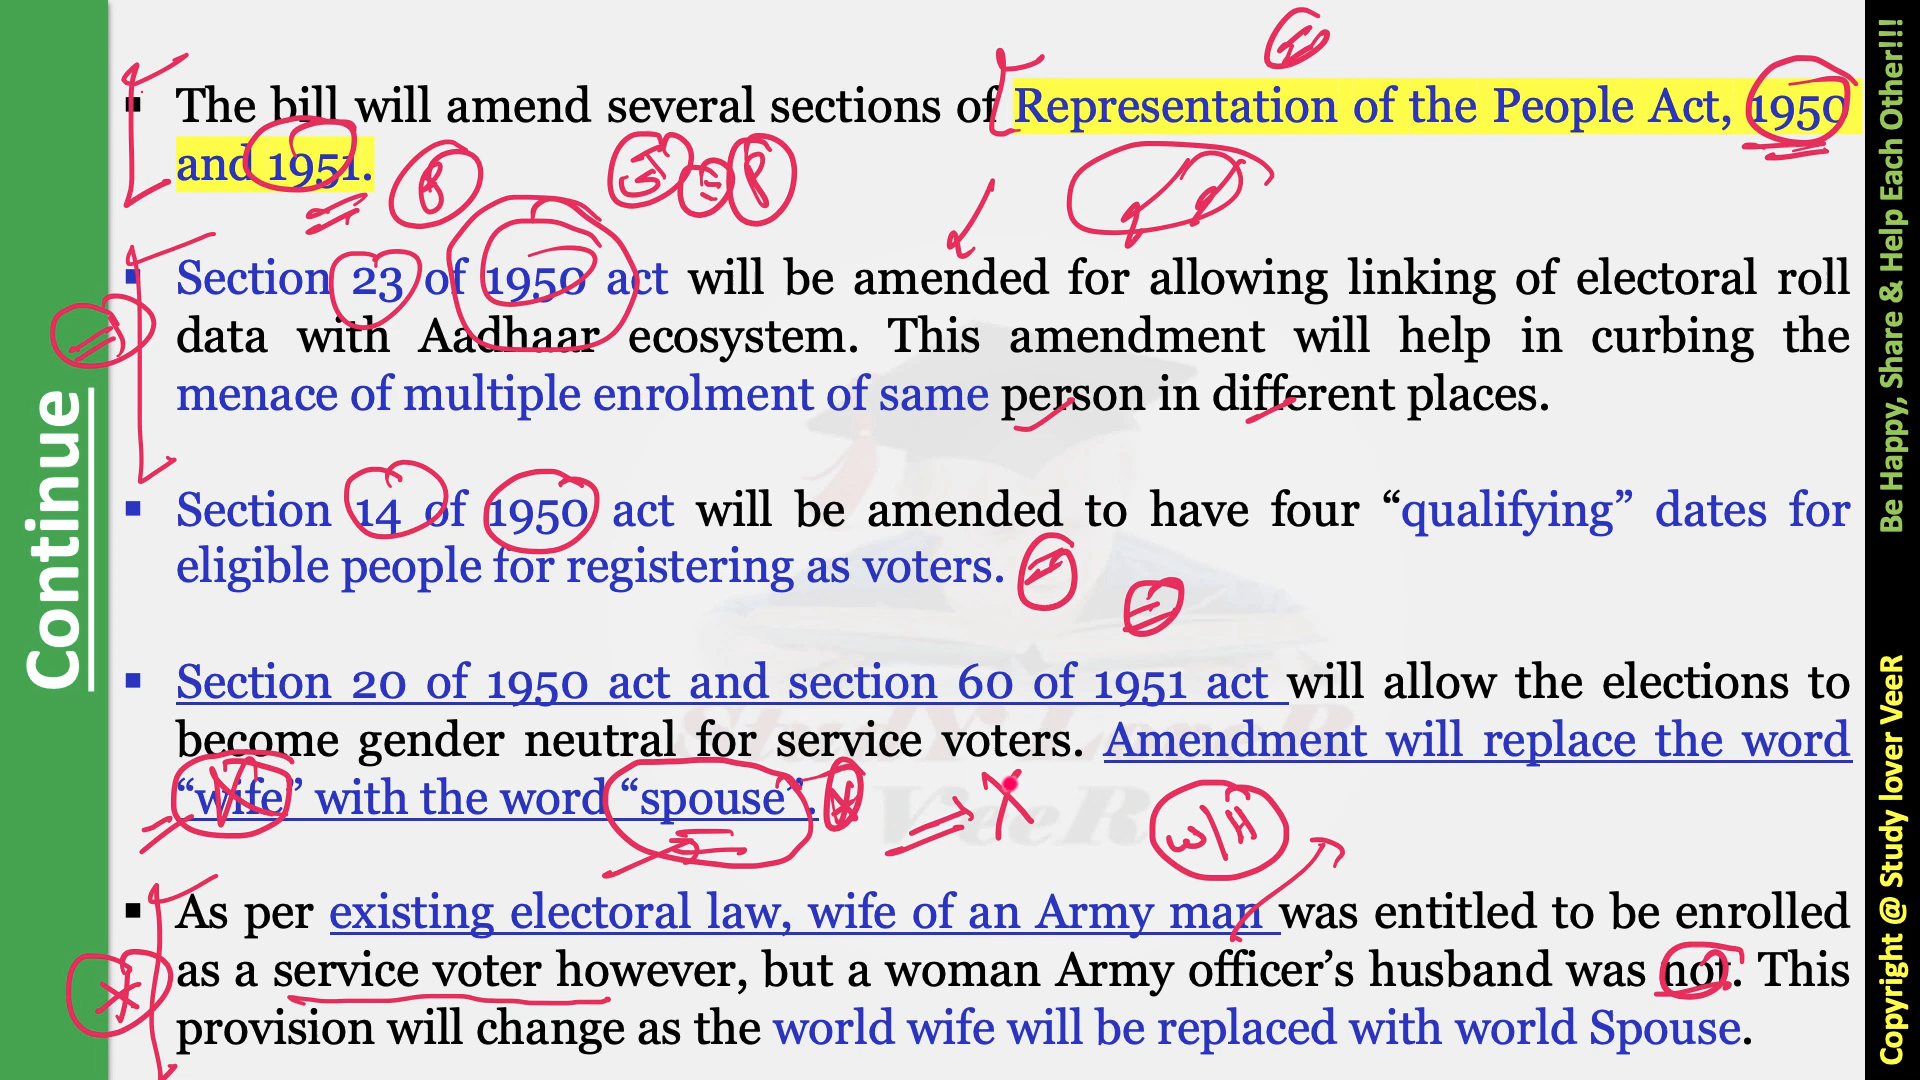 Continue
▪ The bill will amend several sections of Representation of the People Act, 1950
and 1951.
▪ Section 23 of 1950 act will be amended for allowing linking of electoral roll
data with Aadhaar ecosystem. This amendment will help in curbing the
menace of multiple enrolment of same person in different places.
▪ Section 14 of 1950 act will be amended to have four “qualifying” dates for
eligible people for registering as voters.
▪ Section 20 of 1950 act and section 60 of 1951 act will allow the elections to
become gender neutral for service voters. Amendment will replace the word
“wife” with the word “spouse”.
W/H
▪ As per existing electoral law, wife of an Army man was entitled to be enrolled
as a service voter however, but a woman Army officer’s husband was not. This
provision will change as the world wife will be replaced with world Spouse.
Study LoveR
VeeR
Be Happy, Share & Help Each Other!!!
Copyright @ Study lover VeeR